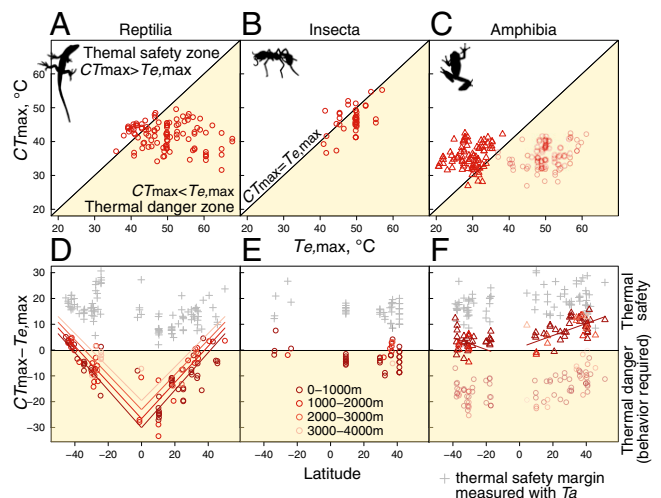 A Reptilia B Insecta C Amphibia
Thermal safety zone
CTmax>Te,max
CTmax=Te,max
CTmax<Te,max
Thermal danger zone
CTmax, °C
60
50
40
30
20
20 30 40 50 60 20 30 40 50 60 20 30 40 50 60
Te,max, °C
D E F
CTmax−Te,max
30
20
10
0
−10
−20
−30
0−1000m
1000−2000m
2000−3000m
3000−4000m
Thermal safety
Thermal danger
(behavior required)
−40 −20 0 20 40 −40 −20 0 20 40 −40 −20 0 20 40
Latitude
+ thermal safety margin
measured with Ta